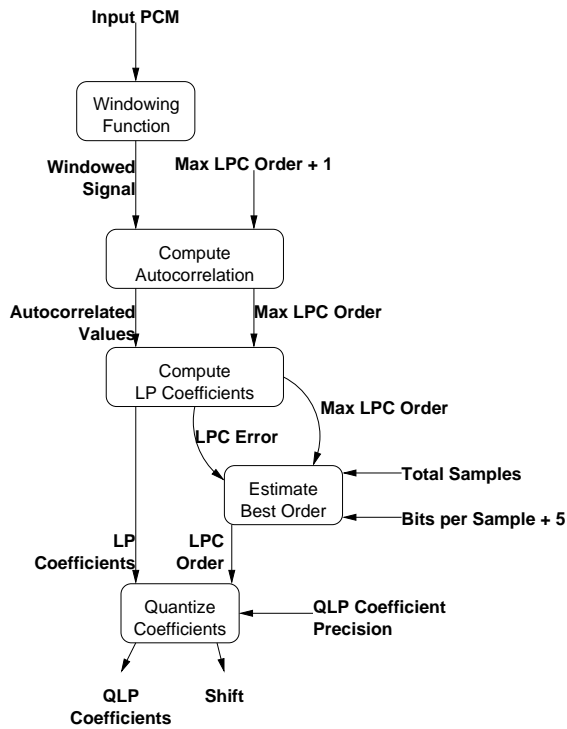 Input PCM
Windowing
Function
Windowed
Signal
Max LPC Order + 1
Compute
Autocorrelation
Autocorrelated
Values
Max LPC Order
Compute
LP Coefficients
Max LPC Order
LPC Error
Total Samples
Estimate
Best Order
Bits per Sample + 5
LP
Coefficients
LPC
Order
Quantize
Coefficients
QLP Coefficient
Precision
QLP
Coefficients
Shift